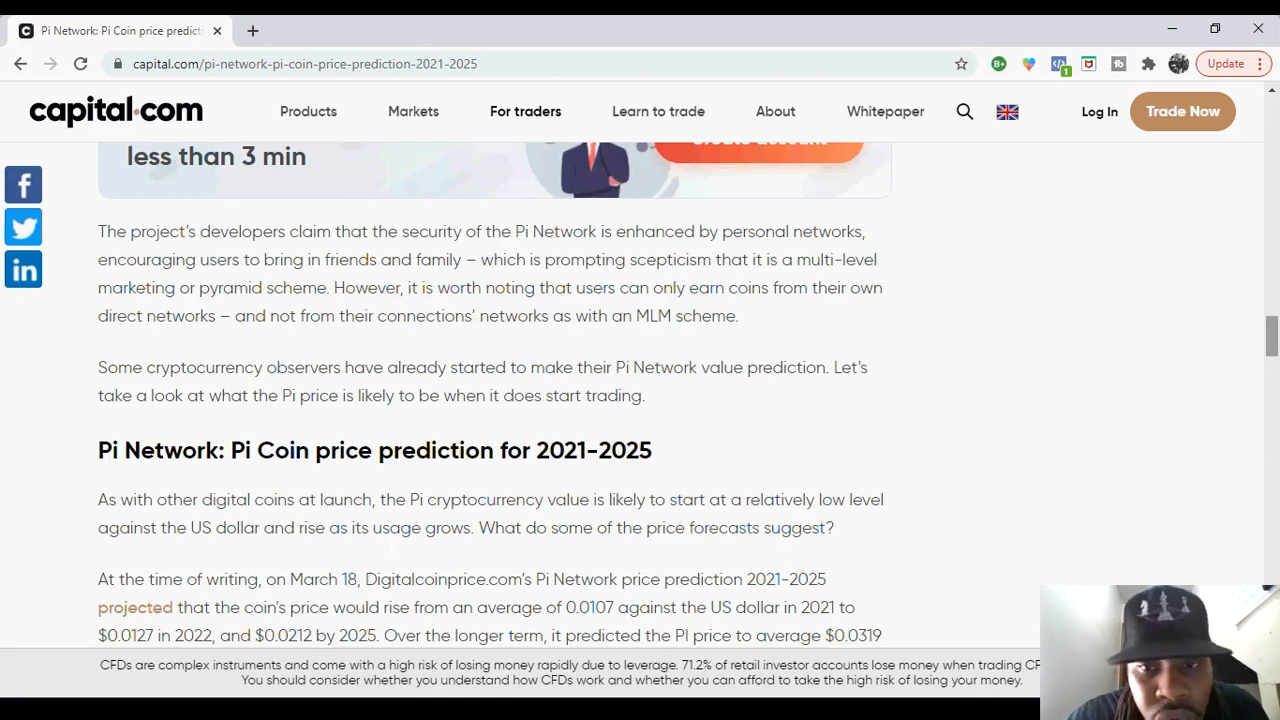 Pi Network: Pi Coin price predict
capital.com/pi-network-pi-coin-price-prediction-2021-2025
Update
capital.com
Products
Markets
For traders
Learn to trade
About
Whitepaper
Log In
Trade Now
less than 3 min
The project's developers claim that the security of the Pi Network is enhanced by personal networks,
encouraging users to bring in friends and family – which is prompting scepticism that it is a multi-level
marketing or pyramid scheme. However, it is worth noting that users can only earn coins from their own
direct networks – and not from their connections' networks as with an MLM scheme.
Some cryptocurrency observers have already started to make their Pi Network value prediction. Let's
take a look at what the Pi price is likely to be when it does start trading.
Pi Network: Pi Coin price prediction for 2021-2025
As with other digital coins at launch, the Pi cryptocurrency value is likely to start at a relatively low level
against the US dollar and rise as its usage grows. What do some of the price forecasts suggest?
At the time of writing, on March 18, Digitalcoinprice.com's Pi Network price prediction 2021-2025
projected that the coin's price would rise from an average of 0.0107 against the US dollar in 2021 to
$0.0127 in 2022, and $0.0212 by 2025. Over the longer term, it predicted the PI price to average $0.0319
CFDs are complex instruments and come with a high risk of losing money rapidly due to leverage. 71.2% of retail investor accounts lose money when trading CF
You should consider whether you understand how CFDs work and whether you can afford to take the high risk of losing your money.